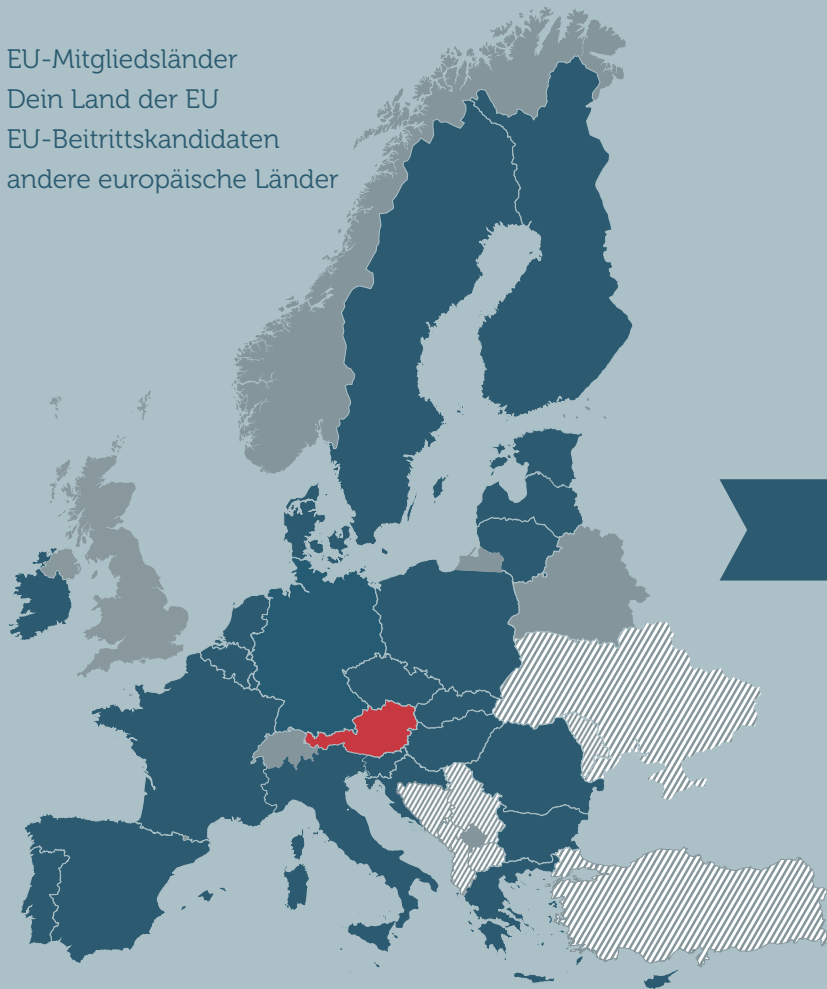 EU-Mitgliedsländer
Dein Land der EU
EU-Beitrittskandidaten
andere europäische Länder